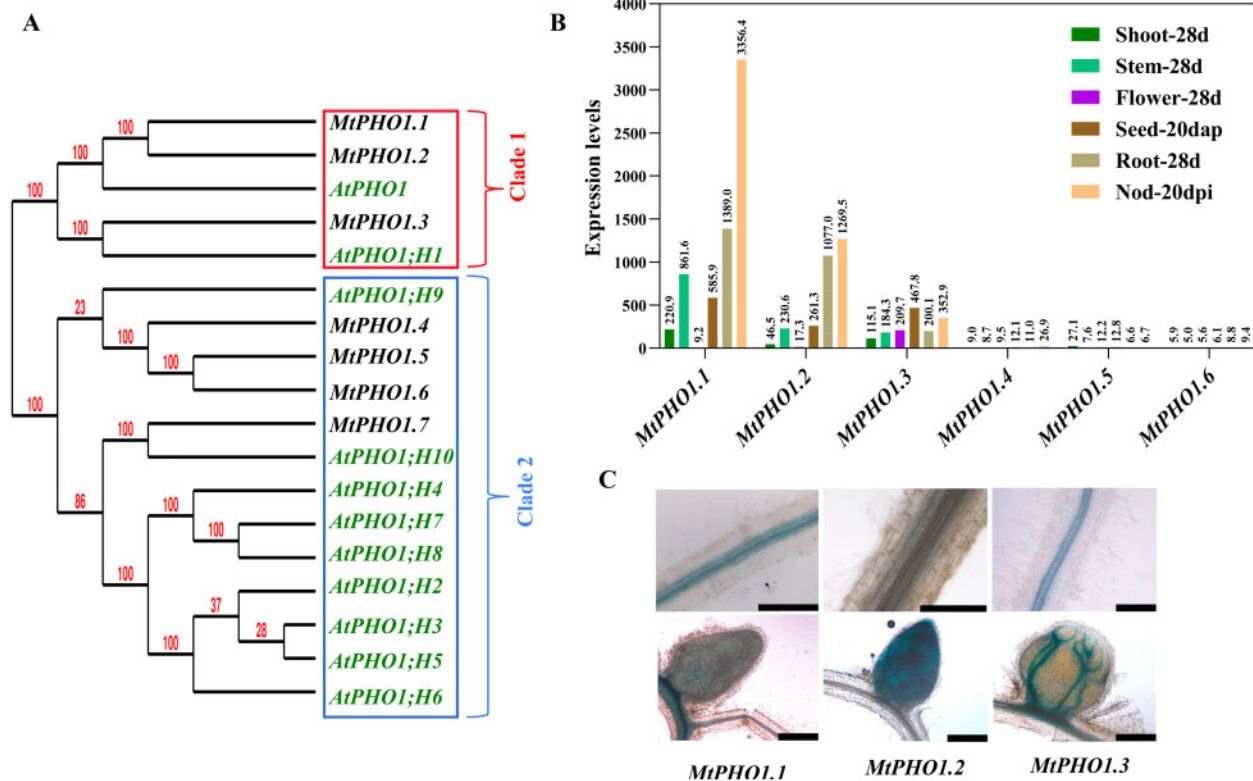 A
100
100
100
100
100
23
100
100
100
100
86
100
100
100
37
28
100
MtPHO1.1
MtPHO1.2
AtPHO1
MtPHO1.3
AtPHO1;H1
AtPHO1;H9
MtPHO1.4
MtPHO1.5
MtPHO1.6
MtPHO1.7
AtPHO1;H10
AtPHO1;H4
AtPHO1;H7
AtPHO1;H8
AtPHO1;H2
AtPHO1;H3
AtPHO1;H5
AtPHO1;H6
Clade 1
Clade 2
B
Expression levels
4000
3500
3000
2500
2000
1500
1000
500
0
220.9 861.6 9.2 585.9 1389.0 3356.4
46.5 230.6 17.3 261.3 1077.0 1269.5
115.1 184.3 209.7 467.8 200.1 352.9
9.0 8.7 9.5 12.1 11.0 26.9
27.1 7.6 12.2 12.8 6.6 6.7
5.9 5.0 5.6 6.1 8.8 9.4
Shoot-28d
Stem-28d
Flower-28d
Seed-20dap
Root-28d
Nod-20dpi
MtPHO1.1 MtPHO1.2 MtPHO1.3 MtPHO1.4 MtPHO1.5 MtPHO1.6
C
MtPHO1.1 MtPHO1.2 MtPHO1.3